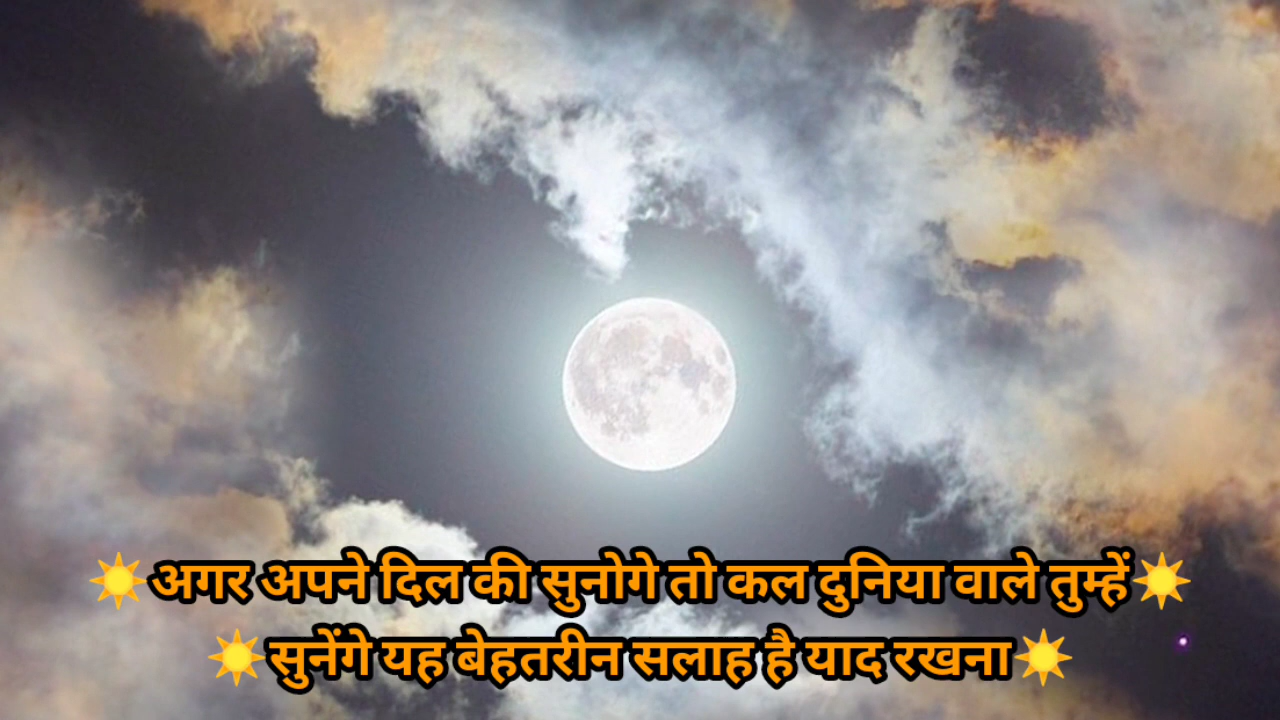 ☀️अगर अपने दिल की सुनोगे तो कल दुनिया वाले तुम्हें☀️
☀️सुनेंगे यह बेहतरीन सलाह है याद रखना☀️